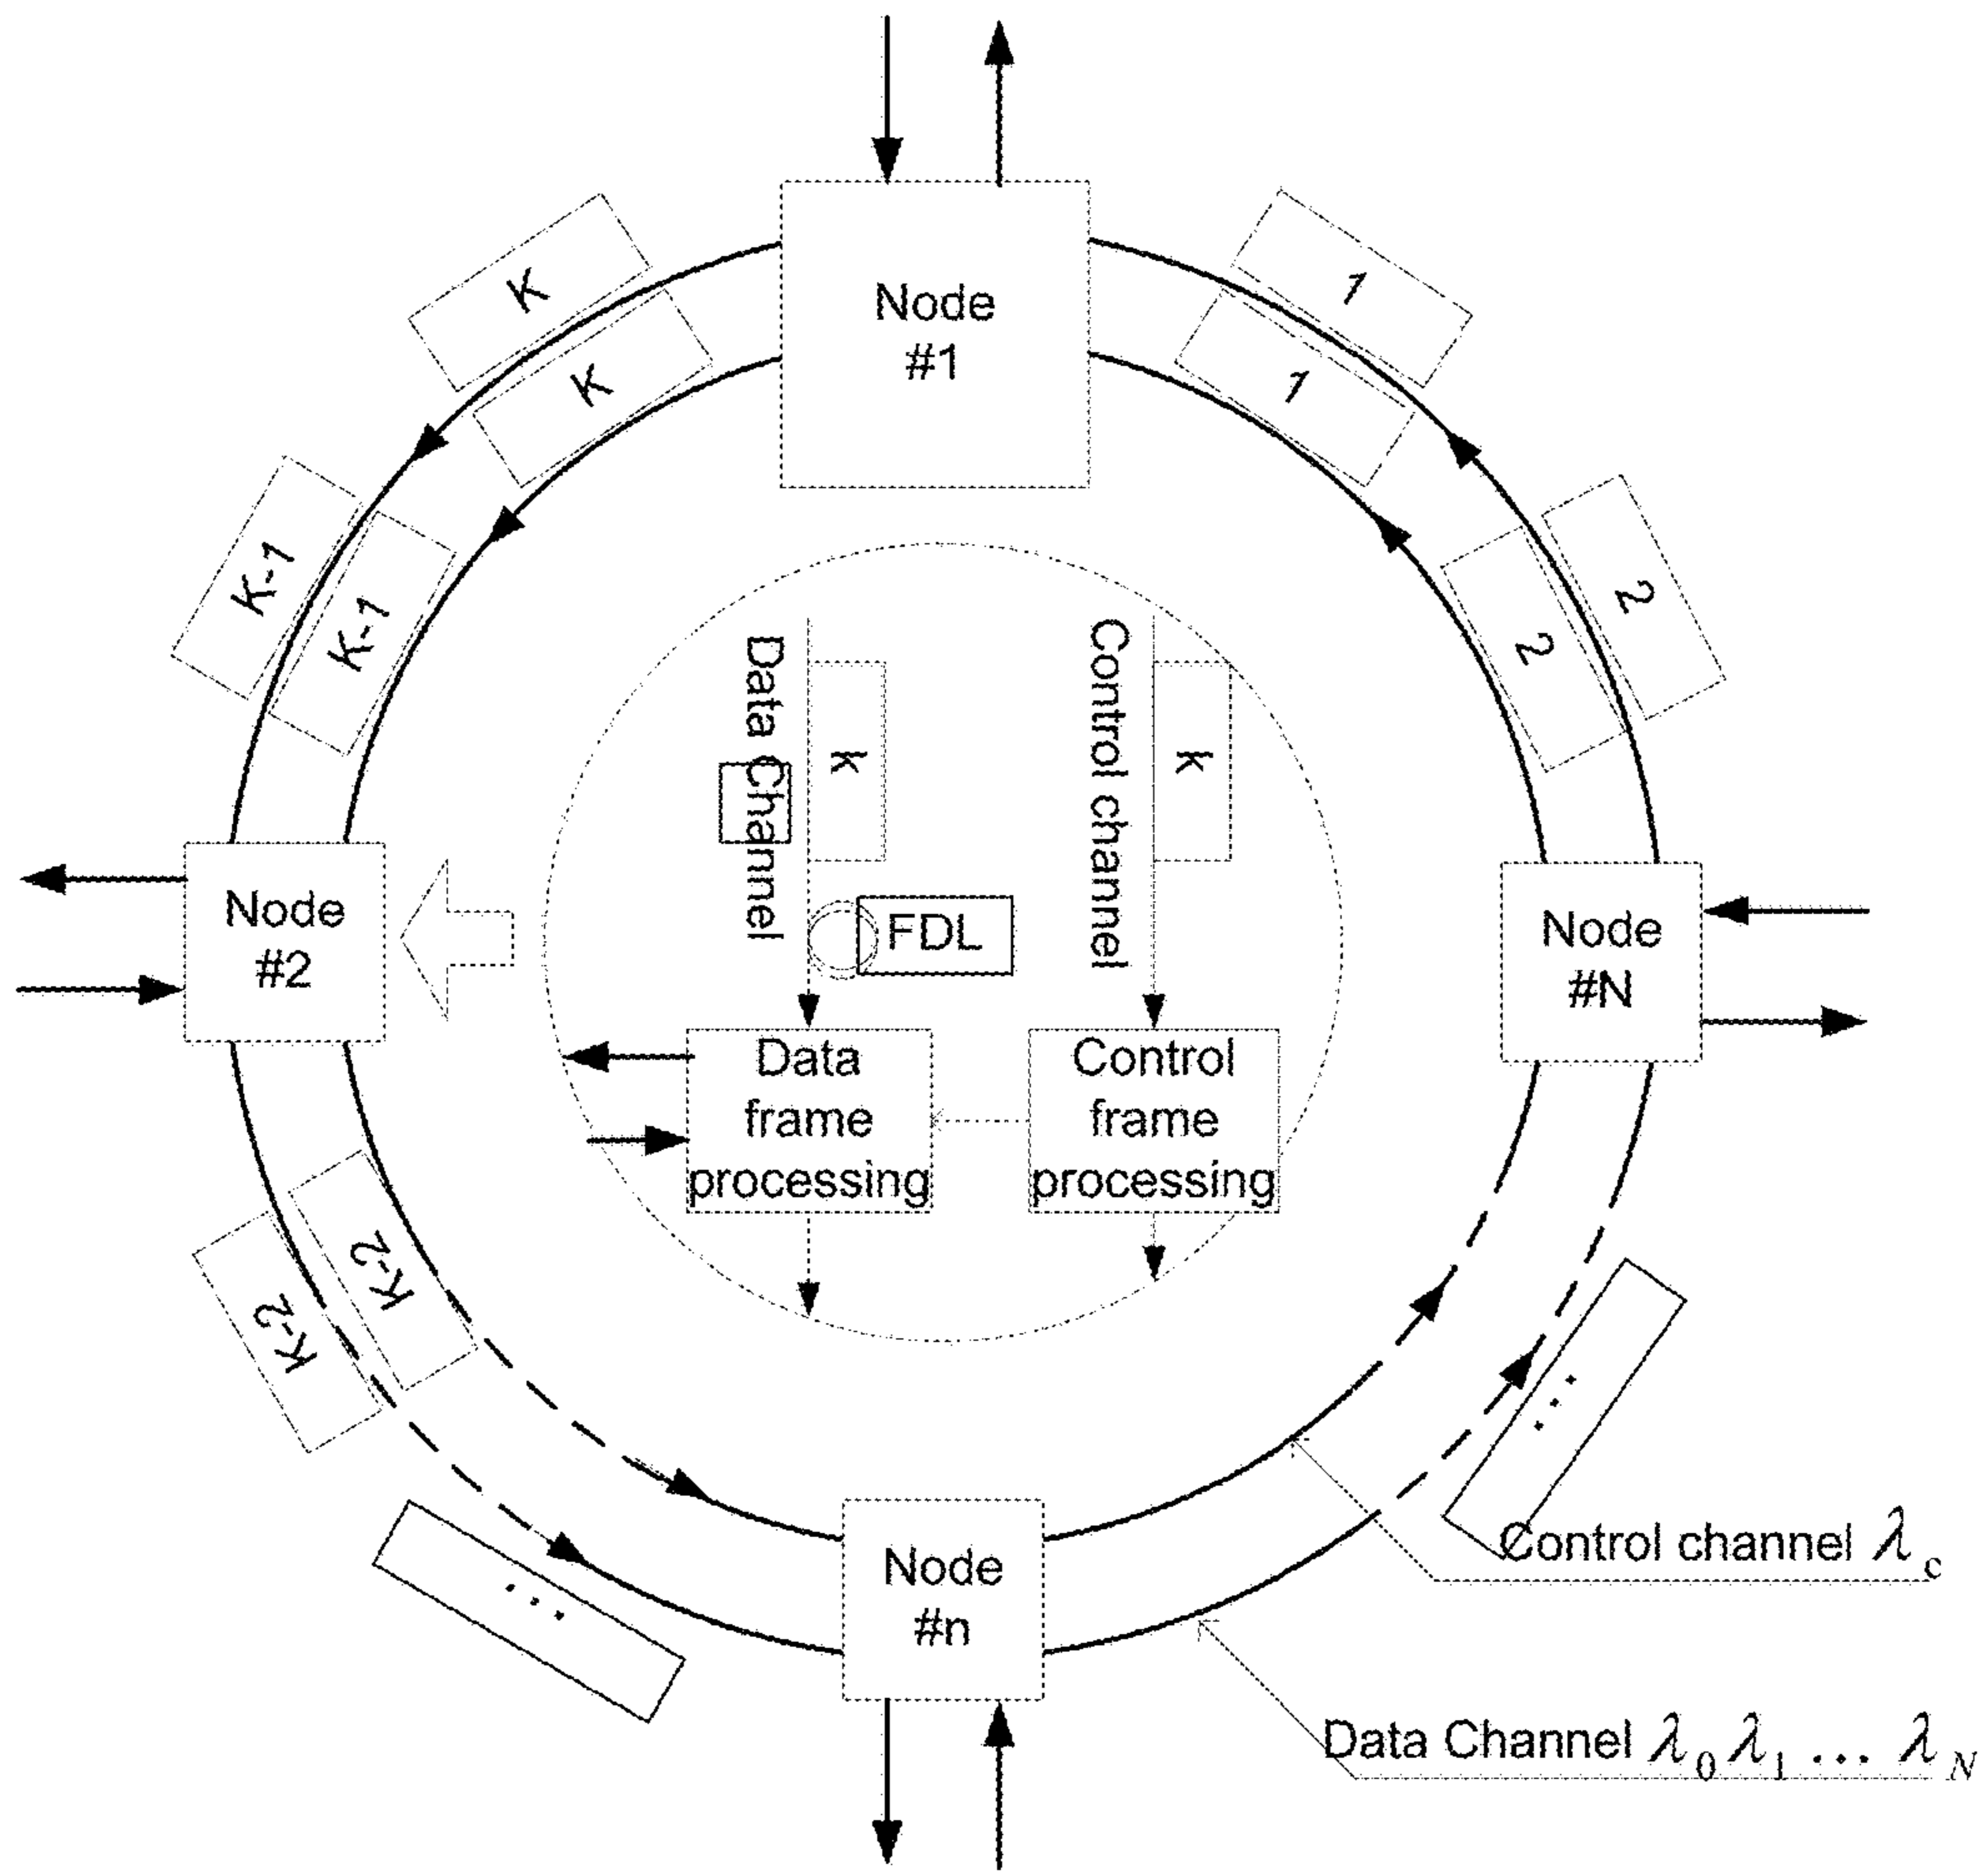 Node
#1
K
K
1
1
K-1
K-1
2
2
Data Channel
k
Control channel
k
FDL
Node
#2
Node
#N
Data
frame
processing
Control
frame
processing
K-2
K-2
...
...
Node
#n
Control channel λc
Data Channel λ0 λ1 ... λN